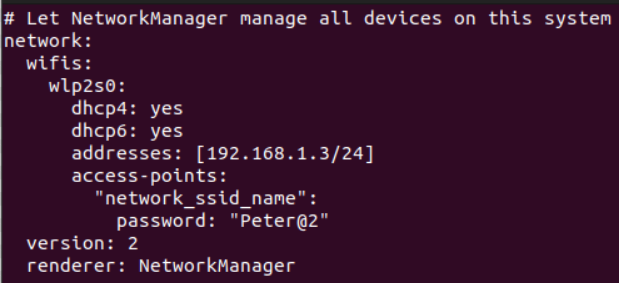 # Let NetworkManager manage all devices on this system
network:
  wifis:
    wlp2s0:
      dhcp4: yes
      dhcp6: yes
      addresses: [192.168.1.3/24]
      access-points:
        "network_ssid_name":
          password: "Peter@2"
  version: 2
  renderer: NetworkManager